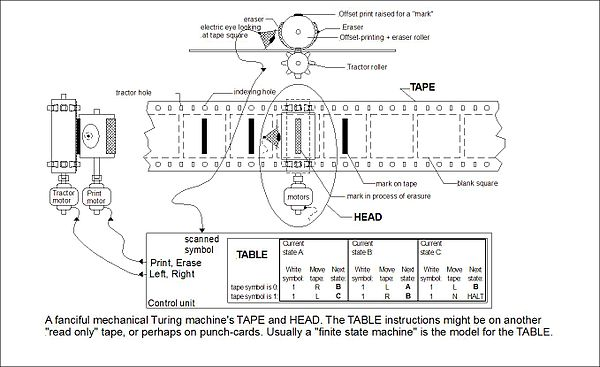 Offset print raised for a "mark"
eraser
electric eye looking
at tape square
Eraser
Offset-printing + eraser roller
Tractor roller
TAPE
tractor hole
indexing hole
mark on tape
blank square
mark in process of erasure
Tractor
motor
Print
motor
motors
HEAD
scanned
symbol
Print, Erase
Left, Right
Control unit
TABLE
Current
state A
Current
state B
Current
state C
Write
symbol:
Move
tape:
Next
state:
Write
symbol:
Move
tape:
Next
state:
Write
symbol:
Move
tape:
Next
state:
tape symbol is 0: 1 R B 1 L A 1 L B
tape symbol is 1: 1 L C 1 R B 1 N HALT
A fanciful mechanical Turing machine's TAPE and HEAD. The TABLE instructions might be on another
"read only" tape, or perhaps on punch-cards. Usually a "finite state machine" is the model for the TABLE.